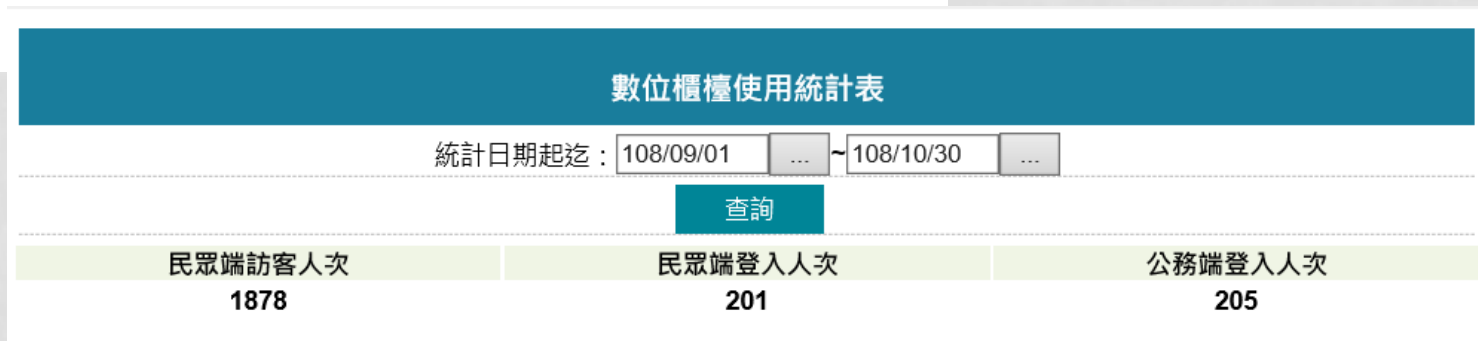 數位櫃檯使用統計表
統計日期起迄：108/09/01 ... ~ 108/10/30 ...
查詢
民眾端訪客人次 民眾端登入人次 公務端登入人次
1878 201 205